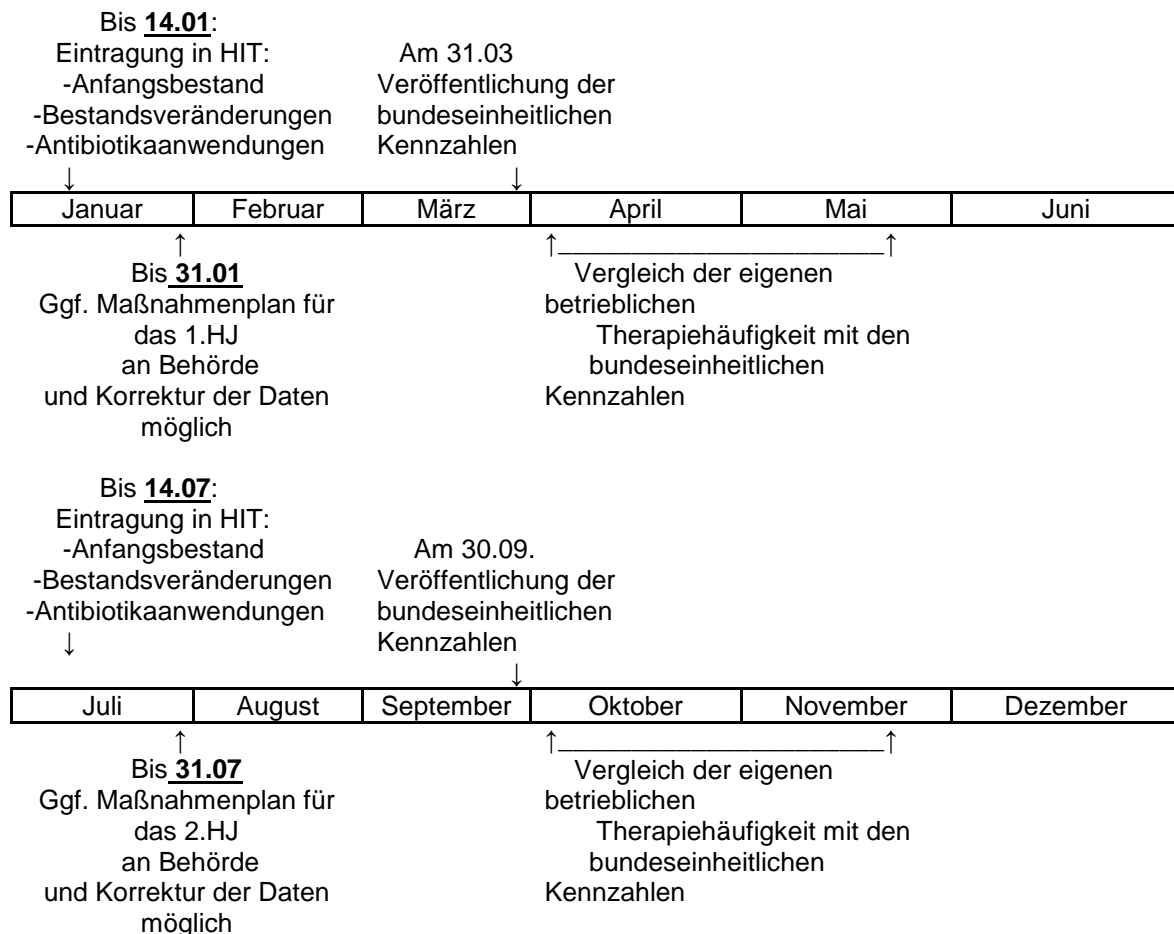 Bis 14.01:
Eintragung in HIT:
-Anfangsbestand
-Bestandsveränderungen
-Antibiotikaanwendungen
↓
Am 31.03
Veröffentlichung der
bundeseinheitlichen
Kennzahlen
↓
Januar Februar März April Mai Juni
↑
Bis 31.01
Ggf. Maßnahmenplan für
das 1.HJ
an Behörde
und Korrektur der Daten
möglich
↑_____________________↑
Vergleich der eigenen
betrieblichen
Therapiehäufigkeit mit den
bundeseinheitlichen
Kennzahlen
Bis 14.07:
Eintragung in HIT:
-Anfangsbestand
-Bestandsveränderungen
-Antibiotikaanwendungen
↓
Am 30.09.
Veröffentlichung der
bundeseinheitlichen
Kennzahlen
↓
Juli August September Oktober November Dezember
↑
Bis 31.07
Ggf. Maßnahmenplan für
das 2.HJ
an Behörde
und Korrektur der Daten
möglich
↑_____________________↑
Vergleich der eigenen
betrieblichen
Therapiehäufigkeit mit den
bundeseinheitlichen
Kennzahlen